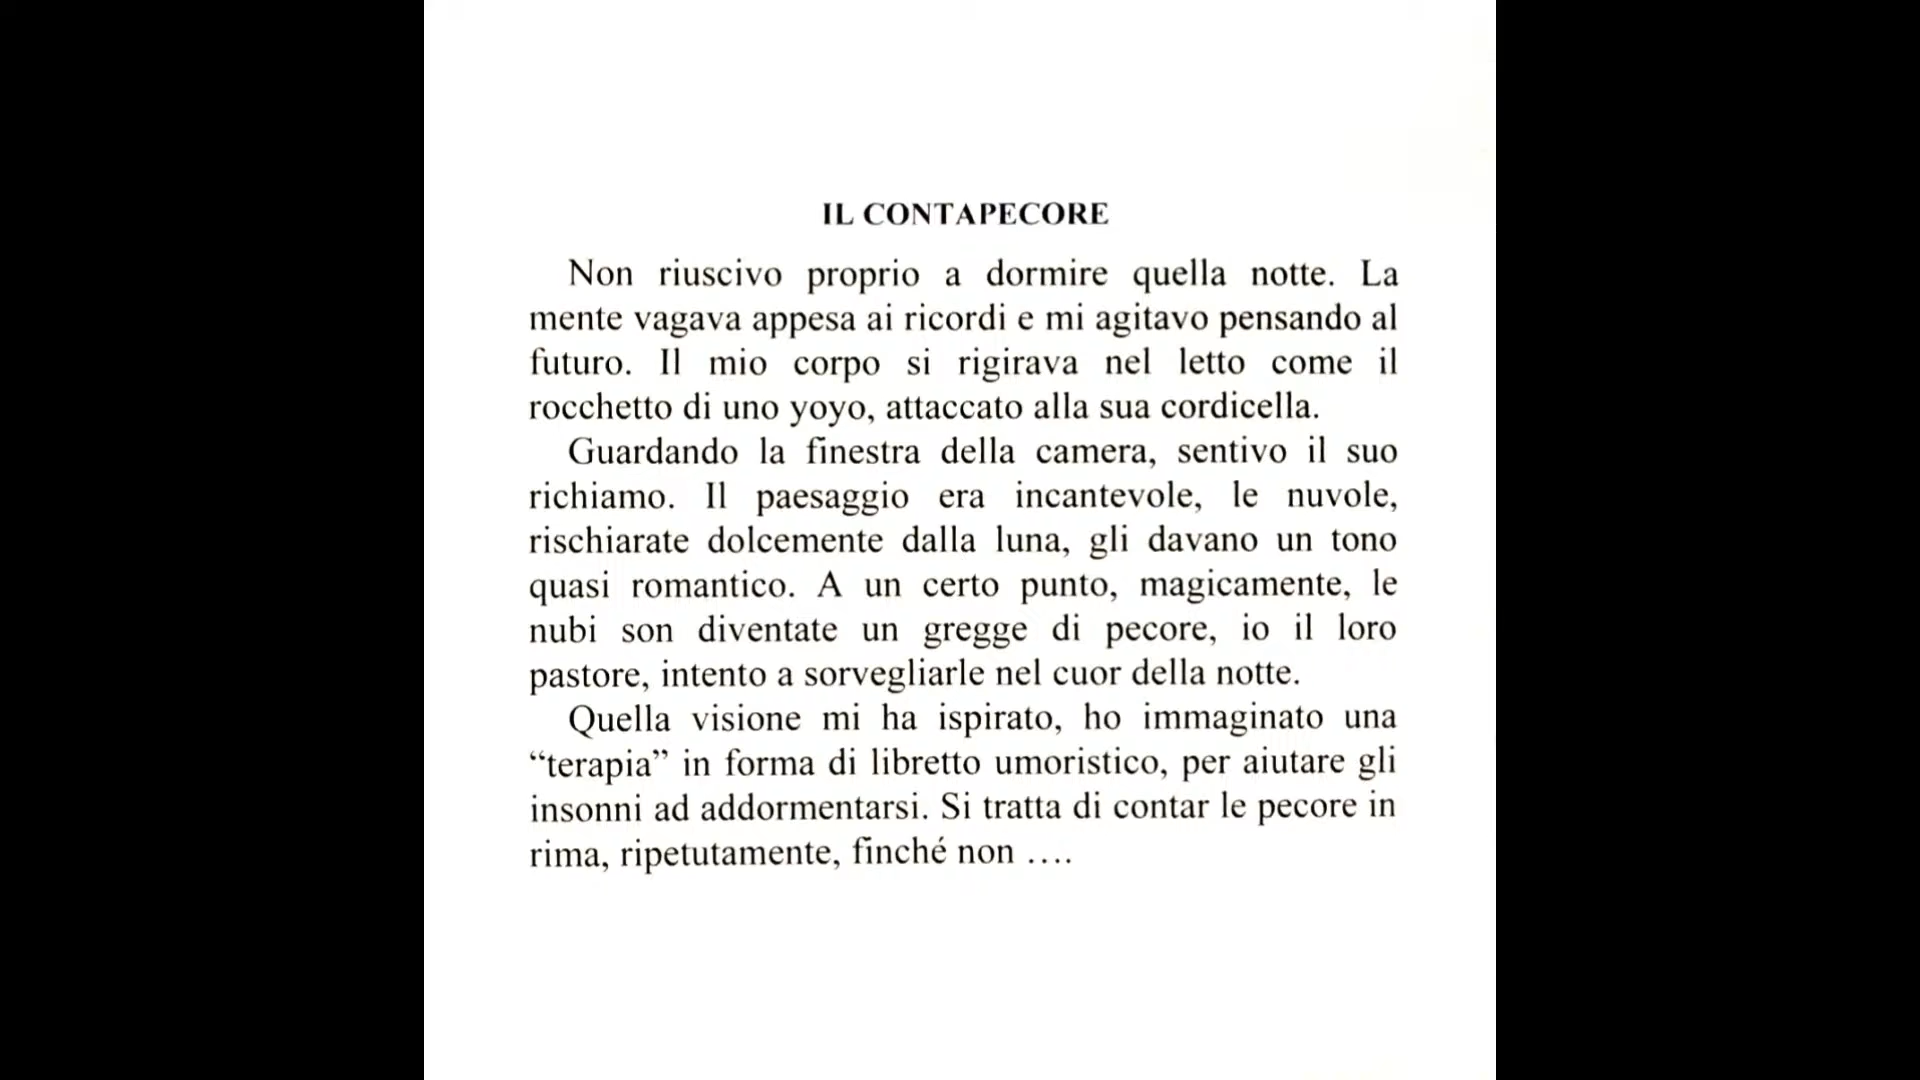 IL CONTAPECORE
Non riuscivo proprio a dormire quella notte. La
mente vagava appesa ai ricordi e mi agitavo pensando al
futuro. Il mio corpo si rigirava nel letto come il
rocchetto di uno yoyo, attaccato alla sua cordicella.
Guardando la finestra della camera, sentivo il suo
richiamo. Il paesaggio era incantevole, le nuvole,
rischiarate dolcemente dalla luna, gli davano un tono
quasi romantico. A un certo punto, magicamente, le
nubi son diventate un gregge di pecore, io il loro
pastore, intento a sorvegliarle nel cuor della notte.
Quella visione mi ha ispirato, ho immaginato una
“terapia” in forma di libretto umoristico, per aiutare gli
insonni ad addormentarsi. Si tratta di contar le pecore in
rima, ripetutamente, finché non ….